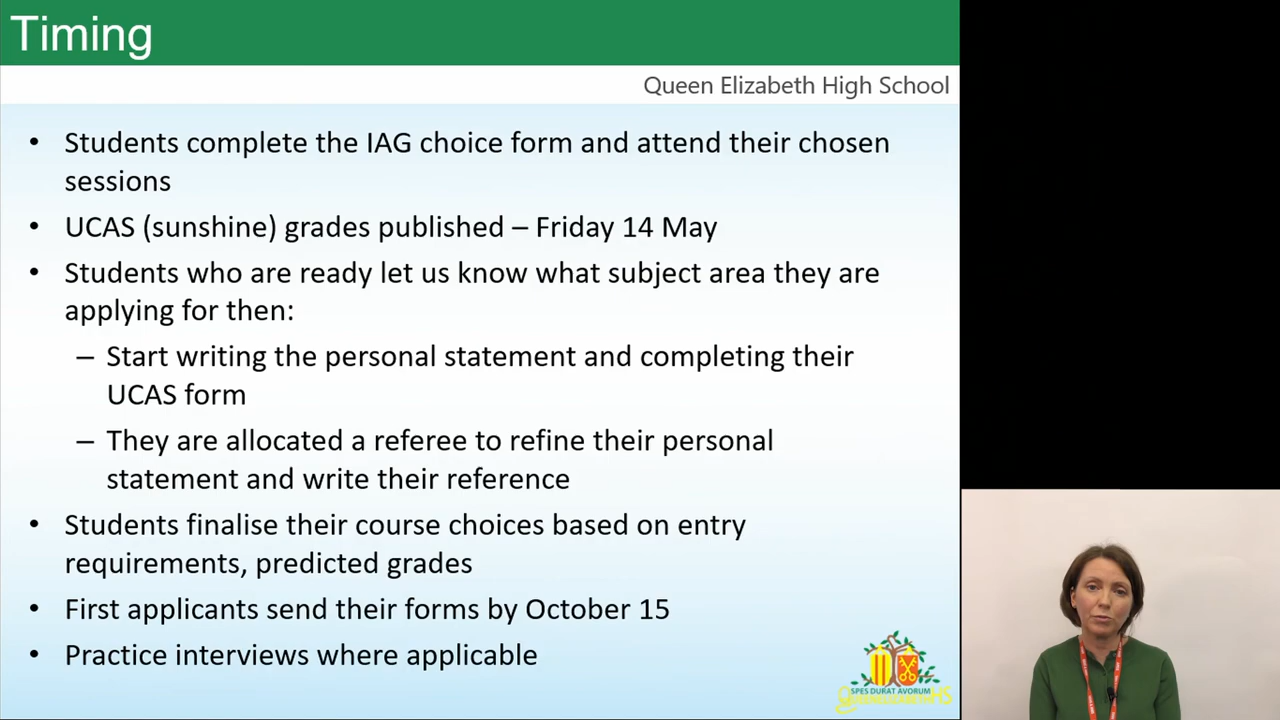 Timing
Queen Elizabeth High School
• Students complete the IAG choice form and attend their chosen
sessions
• UCAS (sunshine) grades published – Friday 14 May
• Students who are ready let us know what subject area they are
applying for then:
– Start writing the personal statement and completing their
UCAS form
– They are allocated a referee to refine their personal
statement and write their reference
• Students finalise their course choices based on entry
requirements, predicted grades
• First applicants send their forms by October 15
• Practice interviews where applicable
SPES DURAT AVORUM
QUEENELIZABETHHS